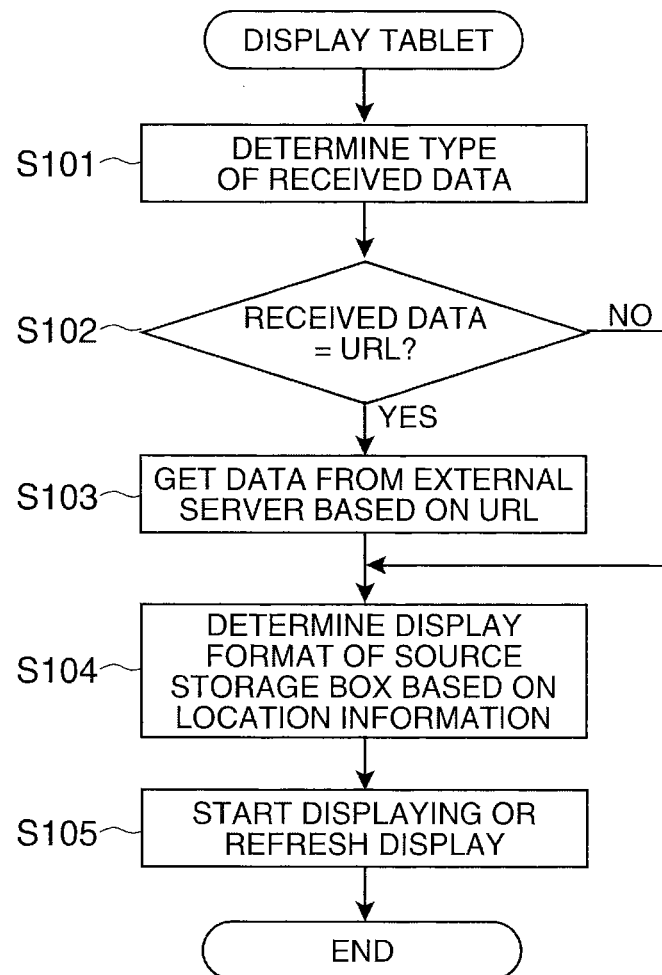 DISPLAY TABLET
S101
DETERMINE TYPE
OF RECEIVED DATA
S102
RECEIVED DATA
= URL?
NO
YES
S103
GET DATA FROM EXTERNAL
SERVER BASED ON URL
S104
DETERMINE DISPLAY
FORMAT OF SOURCE
STORAGE BOX BASED ON
LOCATION INFORMATION
S105
START DISPLAYING OR
REFRESH DISPLAY
END